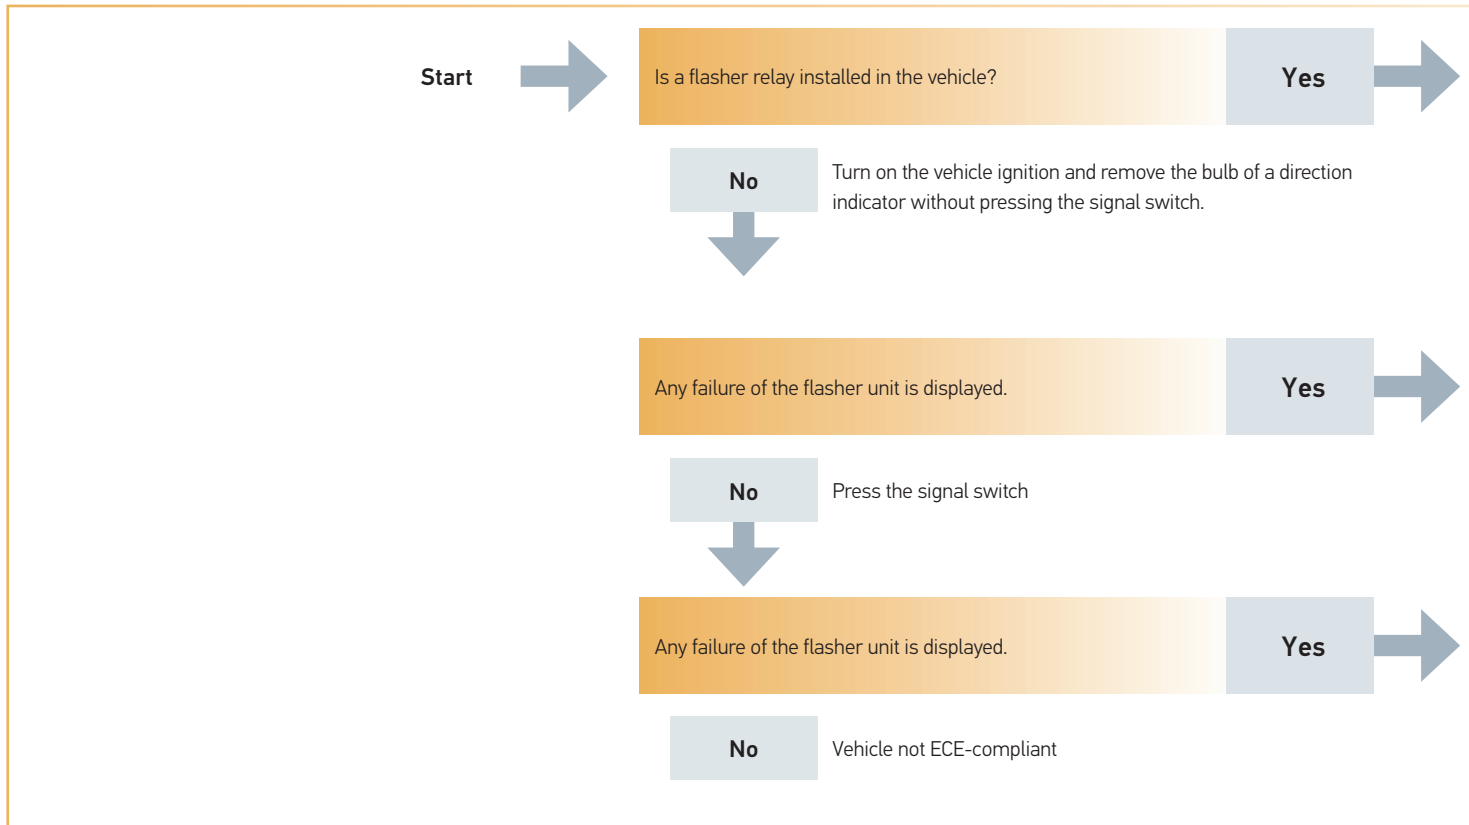 Start
Is a flasher relay installed in the vehicle?
Yes
No
Turn on the vehicle ignition and remove the bulb of a direction
indicator without pressing the signal switch.
Any failure of the flasher unit is displayed.
Yes
No
Press the signal switch
Any failure of the flasher unit is displayed.
Yes
No
Vehicle not ECE-compliant